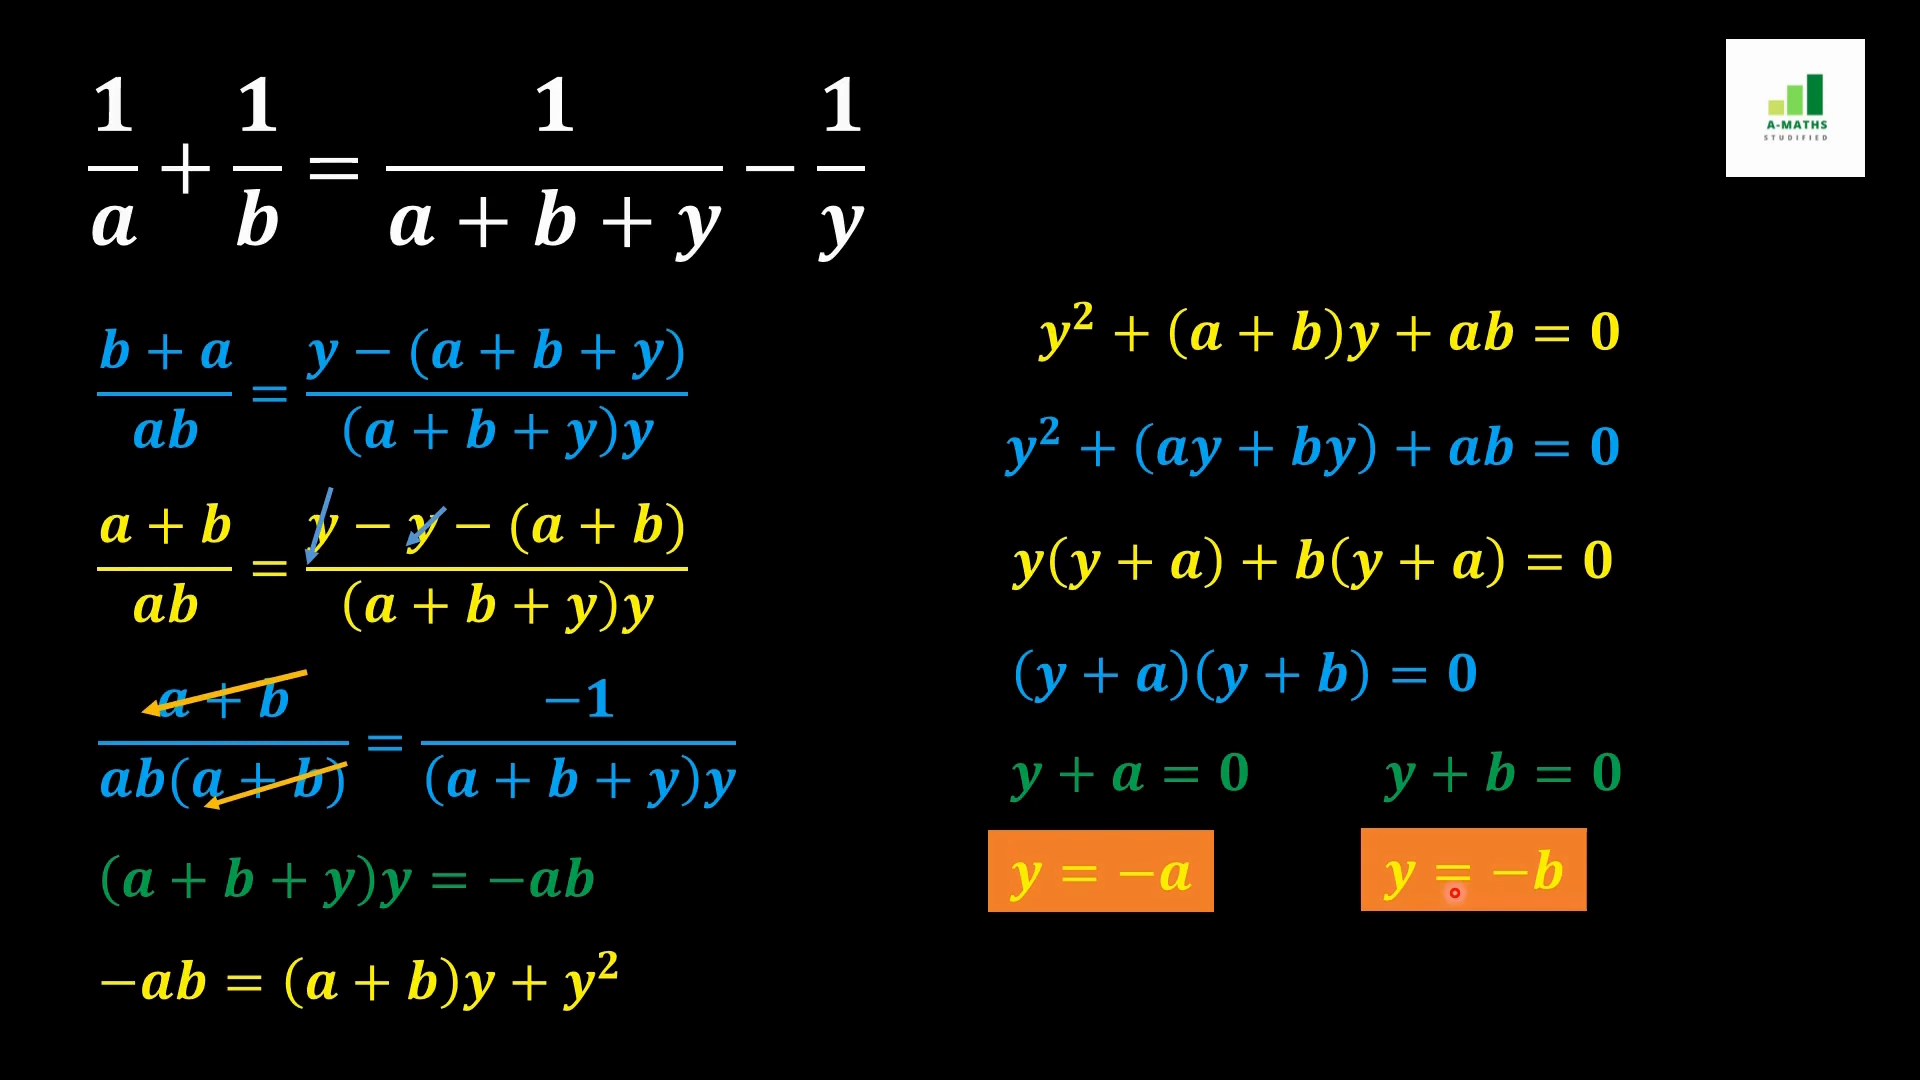 1/a + 1/b = 1/(a + b + y) − 1/y
A-MATHS
STUDIFIED
(b + a)/ab = (y − (a + b + y))/((a + b + y)y)
(a + b)/ab = (y − y − (a + b))/((a + b + y)y)
(a + b)/(ab(a + b)) = −1/((a + b + y)y)
(a + b + y)y = −ab
−ab = (a + b)y + y²
y² + (a + b)y + ab = 0
y² + (ay + by) + ab = 0
y(y + a) + b(y + a) = 0
(y + a)(y + b) = 0
y + a = 0 y + b = 0
y = −a y = −b